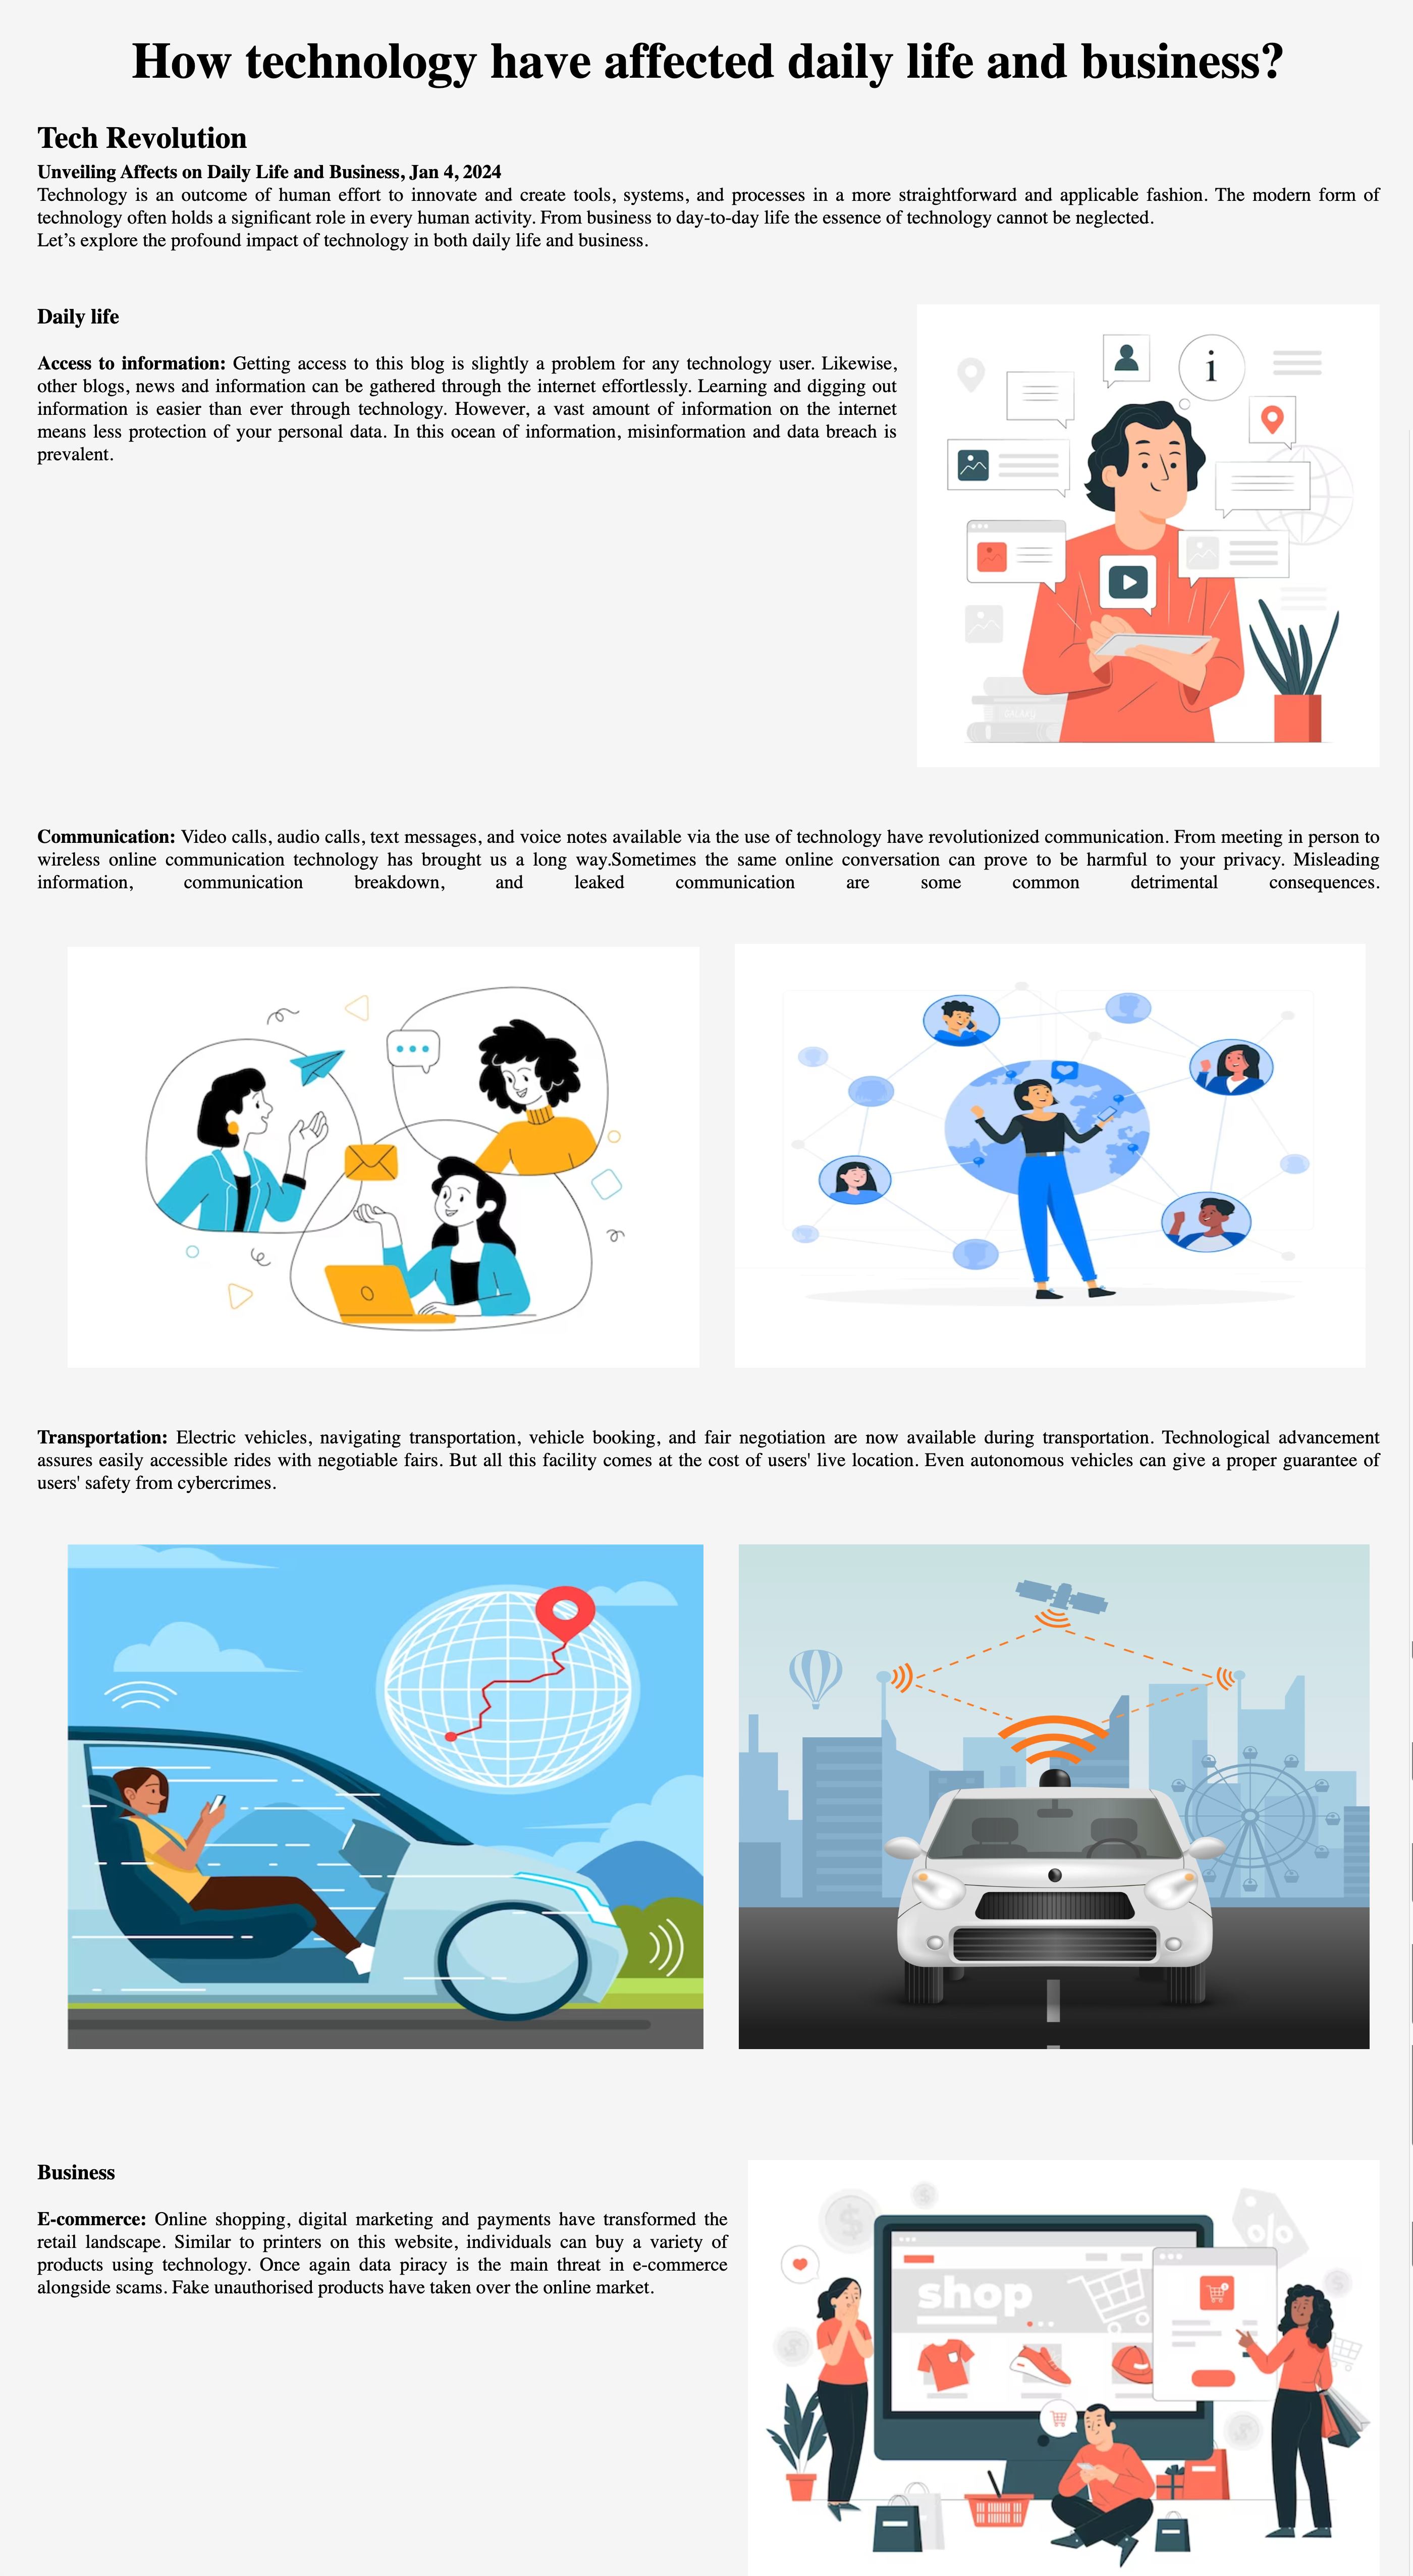 How technology have affected daily life and business?
Tech Revolution
Unveiling Affects on Daily Life and Business, Jan 4, 2024
Technology is an outcome of human effort to innovate and create tools, systems, and processes in a more straightforward and applicable fashion. The modern form of
technology often holds a significant role in every human activity. From business to day-to-day life the essence of technology cannot be neglected.
Let’s explore the profound impact of technology in both daily life and business.
Daily life
Access to information: Getting access to this blog is slightly a problem for any technology user. Likewise,
other blogs, news and information can be gathered through the internet effortlessly. Learning and digging out
information is easier than ever through technology. However, a vast amount of information on the internet
means less protection of your personal data. In this ocean of information, misinformation and data breach is
prevalent.
i
GALAXY
Communication: Video calls, audio calls, text messages, and voice notes available via the use of technology have revolutionized communication. From meeting in person to
wireless online communication technology has brought us a long way.Sometimes the same online conversation can prove to be harmful to your privacy. Misleading
information, communication breakdown, and leaked communication are some common detrimental consequences.
Transportation: Electric vehicles, navigating transportation, vehicle booking, and fair negotiation are now available during transportation. Technological advancement
assures easily accessible rides with negotiable fairs. But all this facility comes at the cost of users' live location. Even autonomous vehicles can give a proper guarantee of
users' safety from cybercrimes.
Business
E-commerce: Online shopping, digital marketing and payments have transformed the
retail landscape. Similar to printers on this website, individuals can buy a variety of
products using technology. Once again data piracy is the main threat in e-commerce
alongside scams. Fake unauthorised products have taken over the online market.
$
%
shop